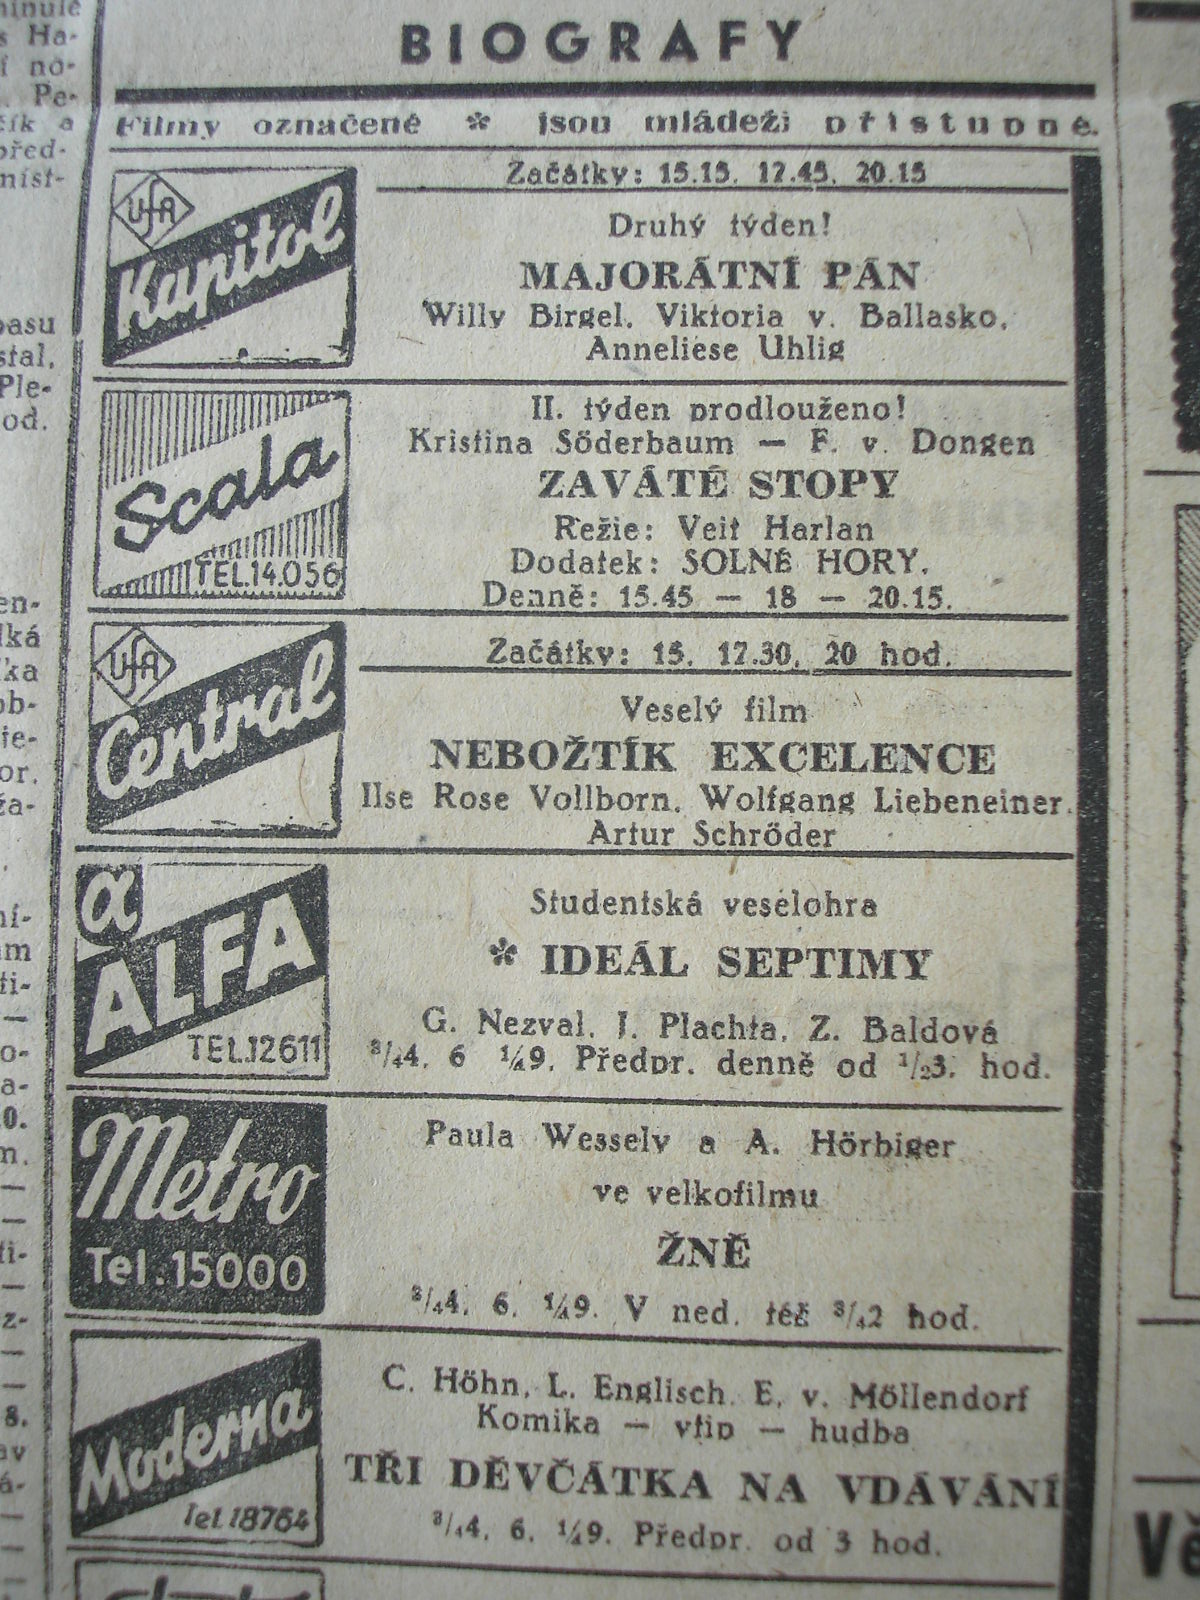 BIOGRAFY
Filmy označené * jsou mládeži přístupné.
UFA
Kapitol
Začátky: 15.15, 17.45, 20.15
Druhý týden!
MAJORÁTNÍ PÁN
Willy Birgel, Viktoria v. Ballasko,
Anneliese Uhlig
Scala
TEL.14.056
II. týden prodlouženo!
Kristina Söderbaum — F. v. Dongen
ZAVÁTÉ STOPY
Režie: Veit Harlan
Dodatek: SOLNÉ HORY.
Denně: 15.45 — 18 — 20.15.
UFA
Central
Začátky: 15, 17.30, 20 hod.
Veselý film
NEBOŽTÍK EXCELENCE
Ilse Rose Vollborn, Wolfgang Liebeneiner,
Artur Schröder
α
ALFA
TEL.12611
Studentská veselohra
* IDEÁL SEPTIMY
G. Nezval, J. Plachta, Z. Baldová
3/44, 6 1/49. Předpr. denně od 1/23. hod.
Metro
Tel.15000
Paula Wessely a A. Hörbiger
ve velkofilmu
ŽNĚ
3/44, 6, 1/49. V ned. též 3/42 hod.
Moderna
Tel.18764
C. Höhn, L. Englisch, E. v. Möllendorf
Komika — vtip — hudba
TŘI DĚVČÁTKA NA VDÁVÁNÍ
3/44, 6, 1/49. Předpr. od 3 hod.